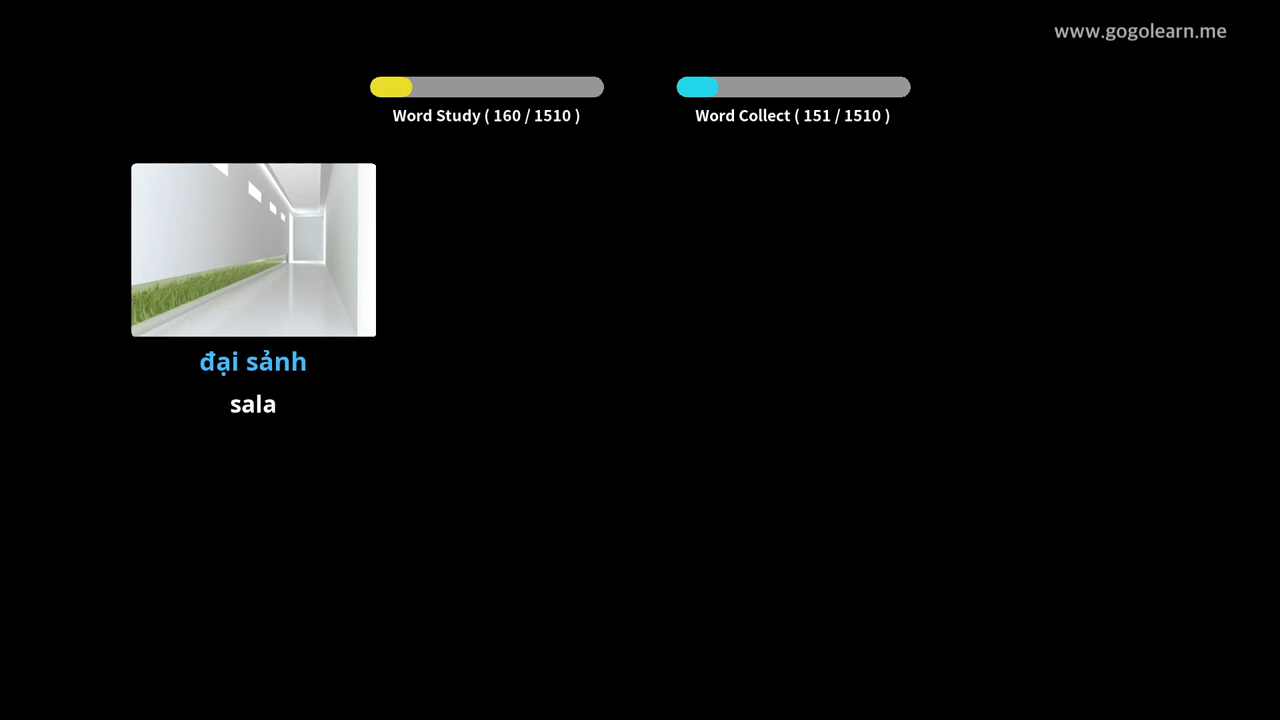 www.gogolearn.me
Word Study ( 160 / 1510 )
Word Collect ( 151 / 1510 )
đại sảnh
sala